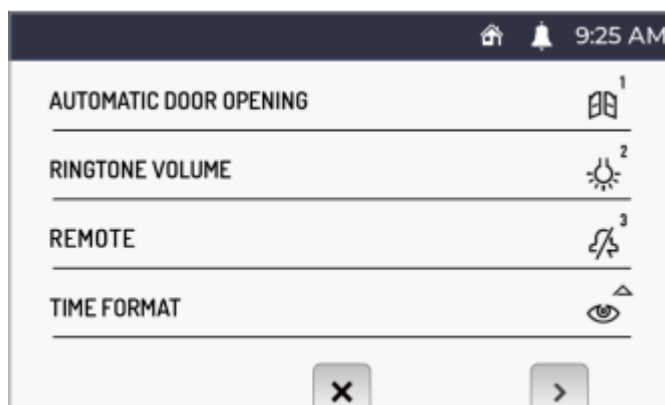 9:25 AM
AUTOMATIC DOOR OPENING 1
RINGTONE VOLUME 2
REMOTE 3
TIME FORMAT